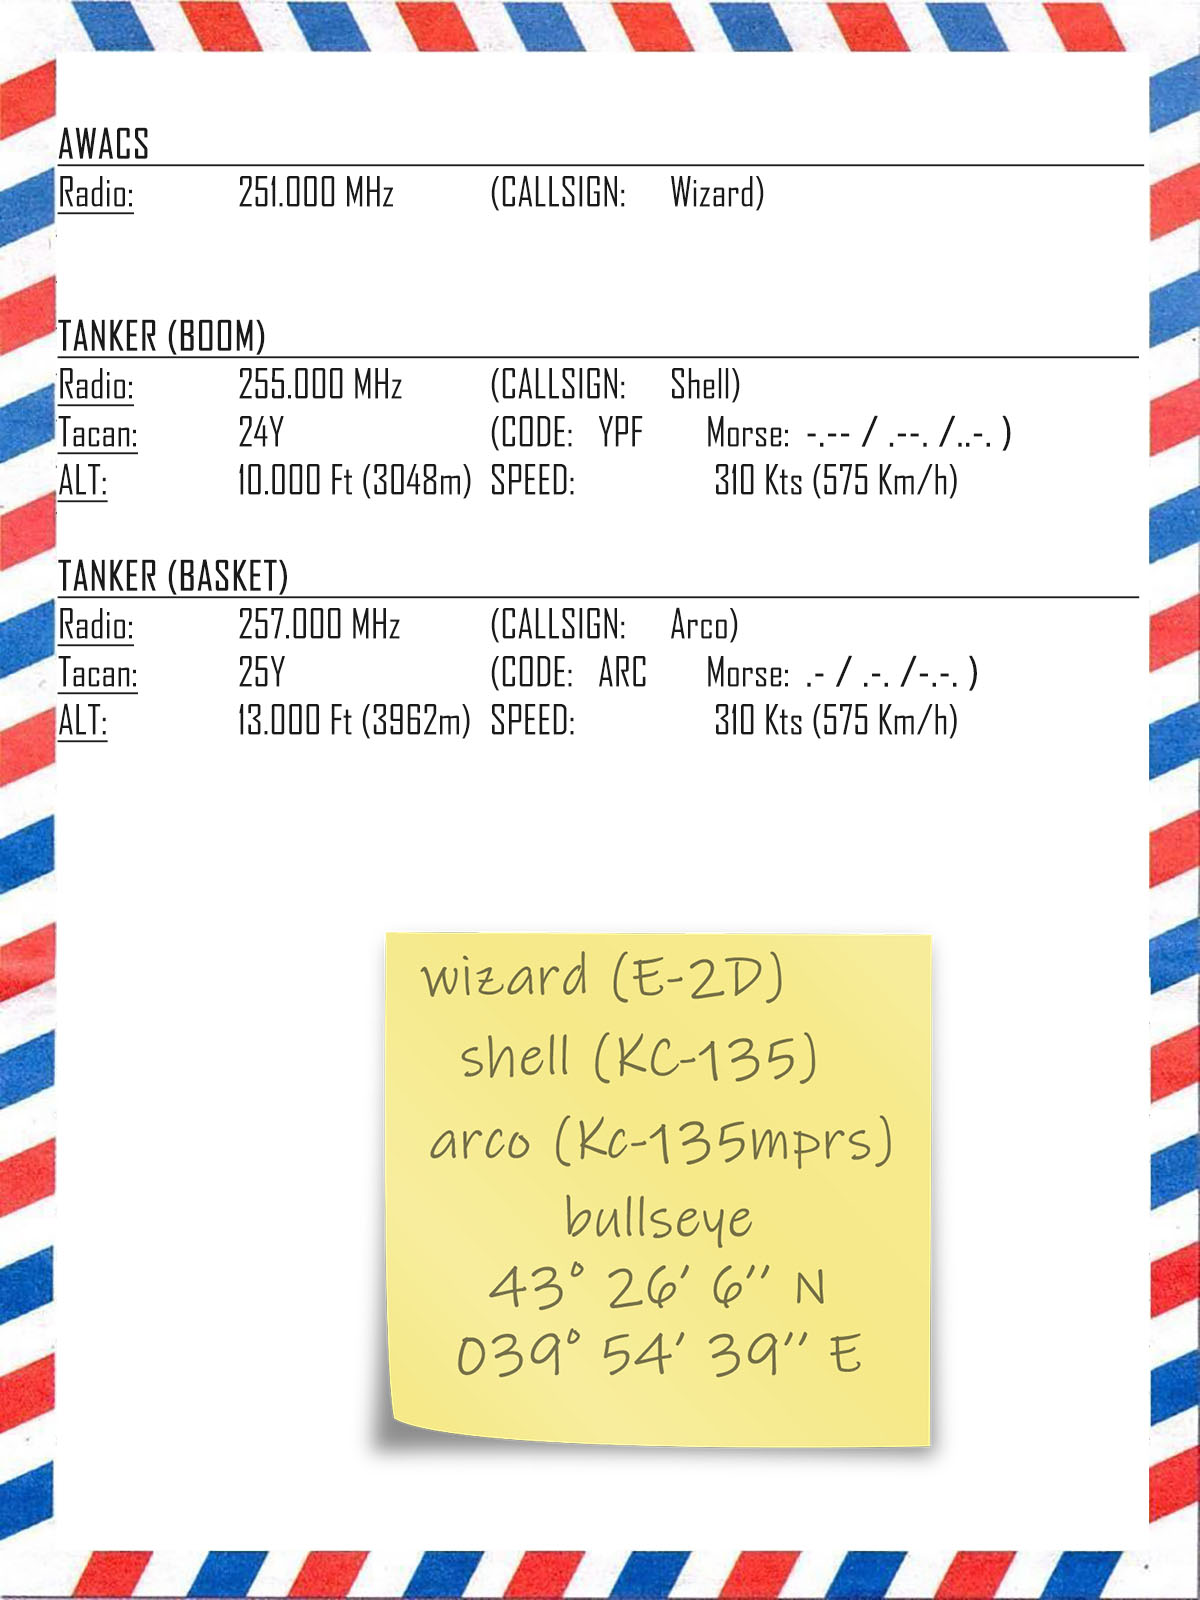 AWACS
Radio: 251.000 MHz (CALLSIGN: Wizard)
TANKER (BOOM)
Radio: 255.000 MHz (CALLSIGN: Shell)
Tacan: 24Y (CODE: YPF Morse: -.-- / .--. /..-. )
ALT: 10.000 Ft (3048m) SPEED: 310 Kts (575 Km/h)
TANKER (BASKET)
Radio: 257.000 MHz (CALLSIGN: Arco)
Tacan: 25Y (CODE: ARC Morse: .- / .-. /-.-. )
ALT: 13.000 Ft (3962m) SPEED: 310 Kts (575 Km/h)
wizard (E-2D)
shell (KC-135)
arco (Kc-135mprs)
bullseye
43° 26' 6'' N
039° 54' 39'' E